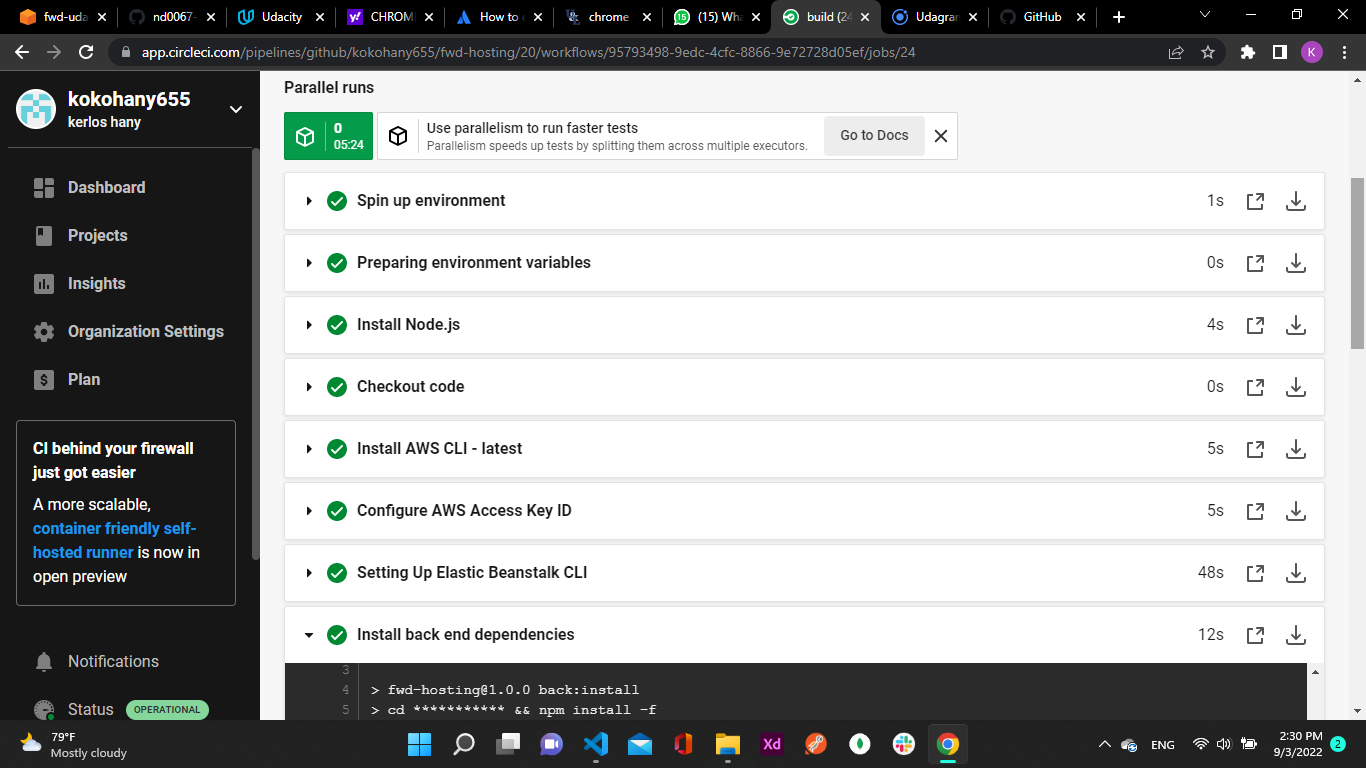 fwd-uda
nd0067-
Udacity
CHROM
How to
chrome
(15) Wha
build (24
Udagran
GitHub
app.circleci.com/pipelines/github/kokohany655/fwd-hosting/20/workflows/95793498-9edc-4cfc-8866-9e72728d05ef/jobs/24
K
kokohany655
kerlos hany
Dashboard
Projects
Insights
Organization Settings
Plan
CI behind your firewall
just got easier
A more scalable,
container friendly self-
hosted runner is now in
open preview
Notifications
Status OPERATIONAL
Parallel runs
0
05:24
Use parallelism to run faster tests
Parallelism speeds up tests by splitting them across multiple executors.
Go to Docs
Spin up environment 1s
Preparing environment variables 0s
Install Node.js 4s
Checkout code 0s
Install AWS CLI - latest 5s
Configure AWS Access Key ID 5s
Setting Up Elastic Beanstalk CLI 48s
Install back end dependencies 12s
3
4 > fwd-hosting@1.0.0 back:install
5 > cd *********** && npm install -f
79°F
Mostly cloudy
Xd
ENG
2:30 PM
9/3/2022
2